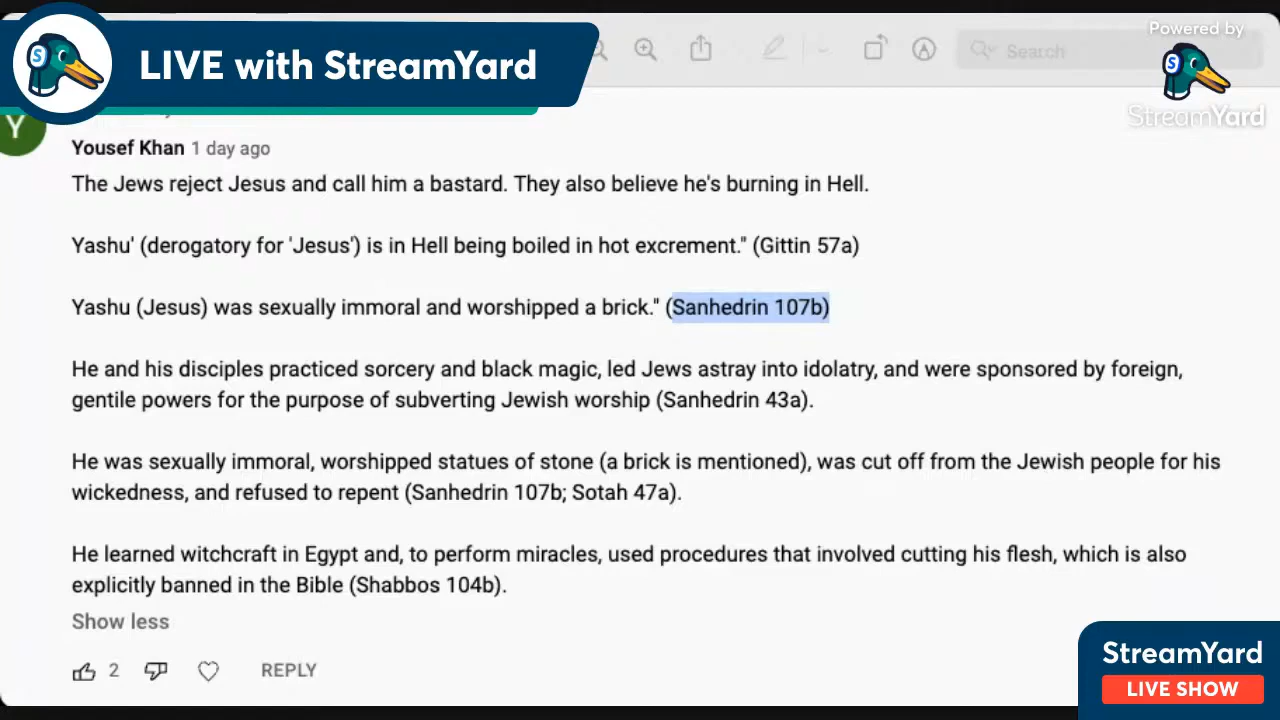 LIVE with StreamYard
Search
Powered by
StreamYard
Y
Yousef Khan 1 day ago
The Jews reject Jesus and call him a bastard. They also believe he's burning in Hell.
Yashu' (derogatory for 'Jesus') is in Hell being boiled in hot excrement." (Gittin 57a)
Yashu (Jesus) was sexually immoral and worshipped a brick." (Sanhedrin 107b)
He and his disciples practiced sorcery and black magic, led Jews astray into idolatry, and were sponsored by foreign,
gentile powers for the purpose of subverting Jewish worship (Sanhedrin 43a).
He was sexually immoral, worshipped statues of stone (a brick is mentioned), was cut off from the Jewish people for his
wickedness, and refused to repent (Sanhedrin 107b; Sotah 47a).
He learned witchcraft in Egypt and, to perform miracles, used procedures that involved cutting his flesh, which is also
explicitly banned in the Bible (Shabbos 104b).
Show less
2 REPLY
StreamYard
LIVE SHOW